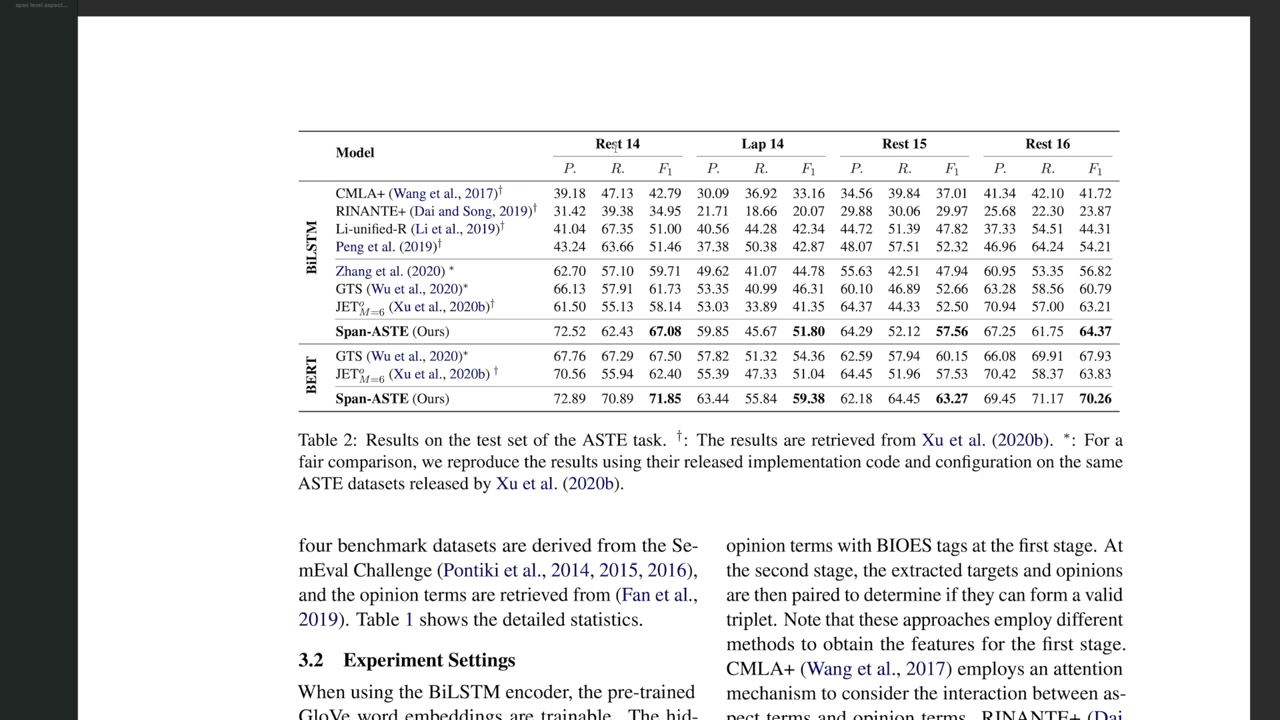 span level aspect...
Model Rest 14 Lap 14 Rest 15 Rest 16
P. R. F1 P. R. F1 P. R. F1 P. R. F1
BiLSTM
CMLA+ (Wang et al., 2017)† 39.18 47.13 42.79 30.09 36.92 33.16 34.56 39.84 37.01 41.34 42.10 41.72
RINANTE+ (Dai and Song, 2019)† 31.42 39.38 34.95 21.71 18.66 20.07 29.88 30.06 29.97 25.68 22.30 23.87
Li-unified-R (Li et al., 2019)† 41.04 67.35 51.00 40.56 44.28 42.34 44.72 51.39 47.82 37.33 54.51 44.31
Peng et al. (2019)† 43.24 63.66 51.46 37.38 50.38 42.87 48.07 57.51 52.32 46.96 64.24 54.21
Zhang et al. (2020) * 62.70 57.10 59.71 49.62 41.07 44.78 55.63 42.51 47.94 60.95 53.35 56.82
GTS (Wu et al., 2020)* 66.13 57.91 61.73 53.35 40.99 46.31 60.10 46.89 52.66 63.28 58.56 60.79
JET°M=6 (Xu et al., 2020b)† 61.50 55.13 58.14 53.03 33.89 41.35 64.37 44.33 52.50 70.94 57.00 63.21
Span-ASTE (Ours) 72.52 62.43 67.08 59.85 45.67 51.80 64.29 52.12 57.56 67.25 61.75 64.37
BERT
GTS (Wu et al., 2020)* 67.76 67.29 67.50 57.82 51.32 54.36 62.59 57.94 60.15 66.08 69.91 67.93
JET°M=6 (Xu et al., 2020b) † 70.56 55.94 62.40 55.39 47.33 51.04 64.45 51.96 57.53 70.42 58.37 63.83
Span-ASTE (Ours) 72.89 70.89 71.85 63.44 55.84 59.38 62.18 64.45 63.27 69.45 71.17 70.26
Table 2: Results on the test set of the ASTE task. †: The results are retrieved from Xu et al. (2020b). *: For a
fair comparison, we reproduce the results using their released implementation code and configuration on the same
ASTE datasets released by Xu et al. (2020b).
four benchmark datasets are derived from the Se-
mEval Challenge (Pontiki et al., 2014, 2015, 2016),
and the opinion terms are retrieved from (Fan et al.,
2019). Table 1 shows the detailed statistics.
3.2 Experiment Settings
When using the BiLSTM encoder, the pre-trained
GloVe word embeddings are trainable. The hid-
opinion terms with BIOES tags at the first stage. At
the second stage, the extracted targets and opinions
are then paired to determine if they can form a valid
triplet. Note that these approaches employ different
methods to obtain the features for the first stage.
CMLA+ (Wang et al., 2017) employs an attention
mechanism to consider the interaction between as-
pect terms and opinion terms. RINANTE+ (Dai